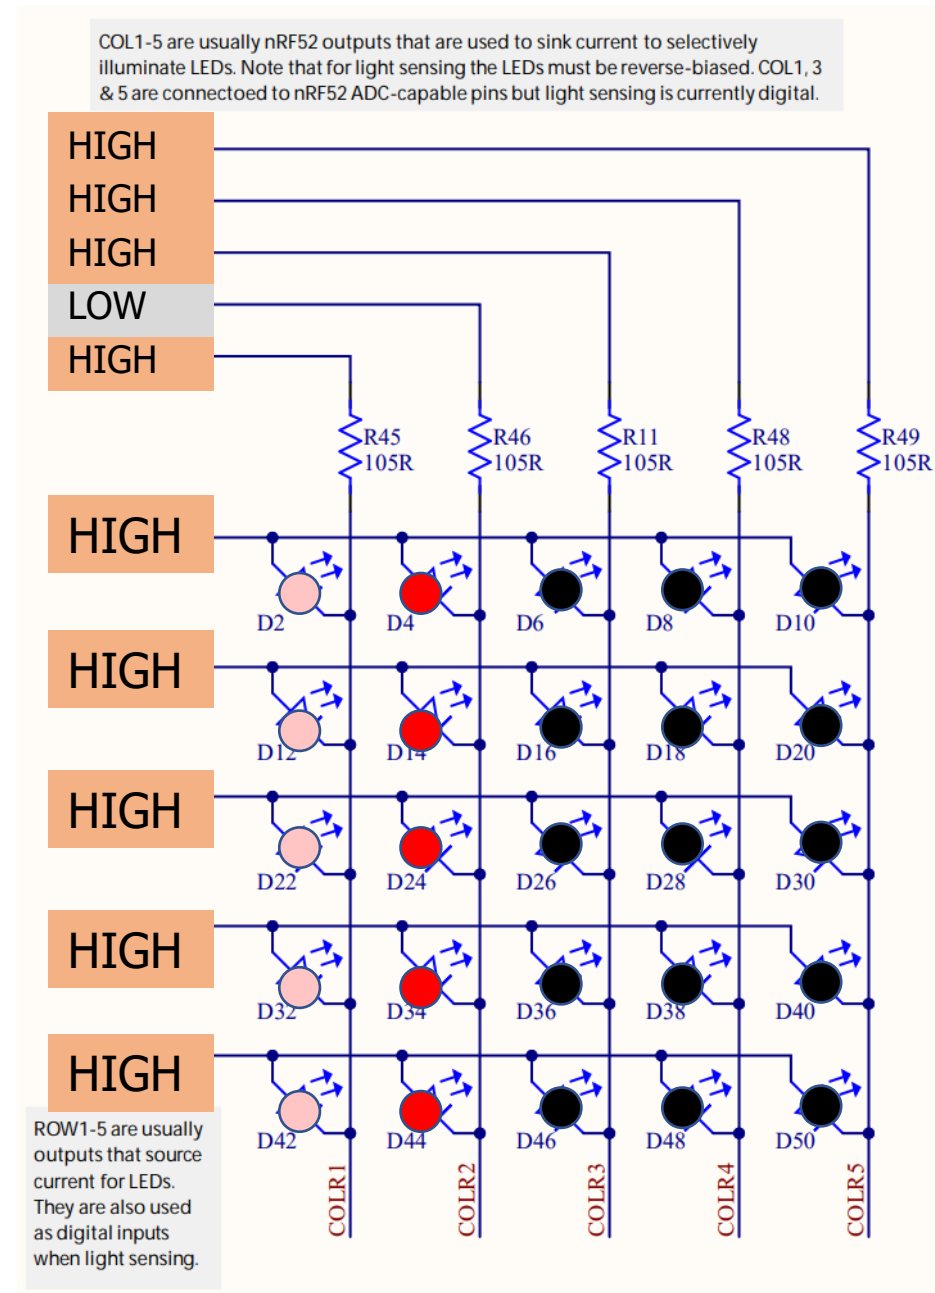 COL1-5 are usually nRF52 outputs that are used to sink current to selectively
illuminate LEDs. Note that for light sensing the LEDs must be reverse-biased. COL1, 3
& 5 are connectoed to nRF52 ADC-capable pins but light sensing is currently digital.
HIGH
HIGH
HIGH
LOW
HIGH
R45 R46 R11 R48 R49
105R 105R 105R 105R 105R
HIGH
D2 D4 D6 D8 D10
HIGH
D12 D14 D16 D18 D20
HIGH
D22 D24 D26 D28 D30
HIGH
D32 D34 D36 D38 D40
HIGH
D42 D44 D46 D48 D50
ROW1-5 are usually
outputs that source
current for LEDs.
They are also used
as digital inputs
when light sensing.
COLR1 COLR2 COLR3 COLR4 COLR5